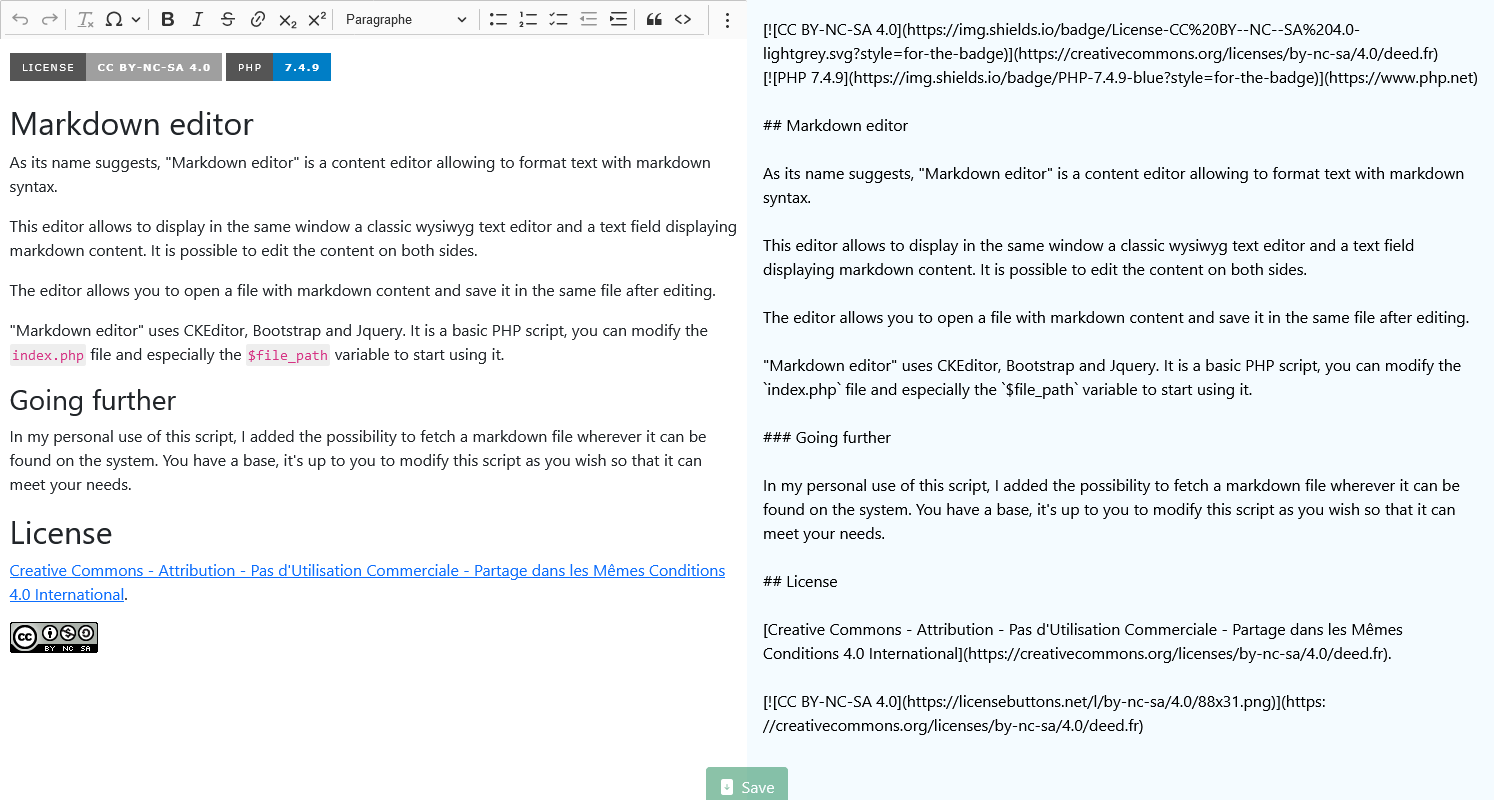 Paragraphe
LICENSE CC BY-NC-SA 4.0 PHP 7.4.9
Markdown editor
As its name suggests, "Markdown editor" is a content editor allowing to format text with markdown
syntax.
This editor allows to display in the same window a classic wysiwyg text editor and a text field displaying
markdown content. It is possible to edit the content on both sides.
The editor allows you to open a file with markdown content and save it in the same file after editing.
"Markdown editor" uses CKEditor, Bootstrap and Jquery. It is a basic PHP script, you can modify the
index.php file and especially the $file_path variable to start using it.
Going further
In my personal use of this script, I added the possibility to fetch a markdown file wherever it can be
found on the system. You have a base, it's up to you to modify this script as you wish so that it can
meet your needs.
License
Creative Commons - Attribution - Pas d'Utilisation Commerciale - Partage dans les Mêmes Conditions
4.0 International.
cc BY NC SA
[![CC BY-NC-SA 4.0](https://img.shields.io/badge/License-CC%20BY--NC--SA%204.0-
lightgrey.svg?style=for-the-badge)](https://creativecommons.org/licenses/by-nc-sa/4.0/deed.fr)
[![PHP 7.4.9](https://img.shields.io/badge/PHP-7.4.9-blue?style=for-the-badge)](https://www.php.net)
## Markdown editor
As its name suggests, "Markdown editor" is a content editor allowing to format text with markdown
syntax.
This editor allows to display in the same window a classic wysiwyg text editor and a text field
displaying markdown content. It is possible to edit the content on both sides.
The editor allows you to open a file with markdown content and save it in the same file after editing.
"Markdown editor" uses CKEditor, Bootstrap and Jquery. It is a basic PHP script, you can modify the
`index.php` file and especially the `$file_path` variable to start using it.
### Going further
In my personal use of this script, I added the possibility to fetch a markdown file wherever it can be
found on the system. You have a base, it's up to you to modify this script as you wish so that it can
meet your needs.
## License
[Creative Commons - Attribution - Pas d'Utilisation Commerciale - Partage dans les Mêmes
Conditions 4.0 International](https://creativecommons.org/licenses/by-nc-sa/4.0/deed.fr).
[![CC BY-NC-SA 4.0](https://licensebuttons.net/l/by-nc-sa/4.0/88x31.png)](https:
//creativecommons.org/licenses/by-nc-sa/4.0/deed.fr)
Save